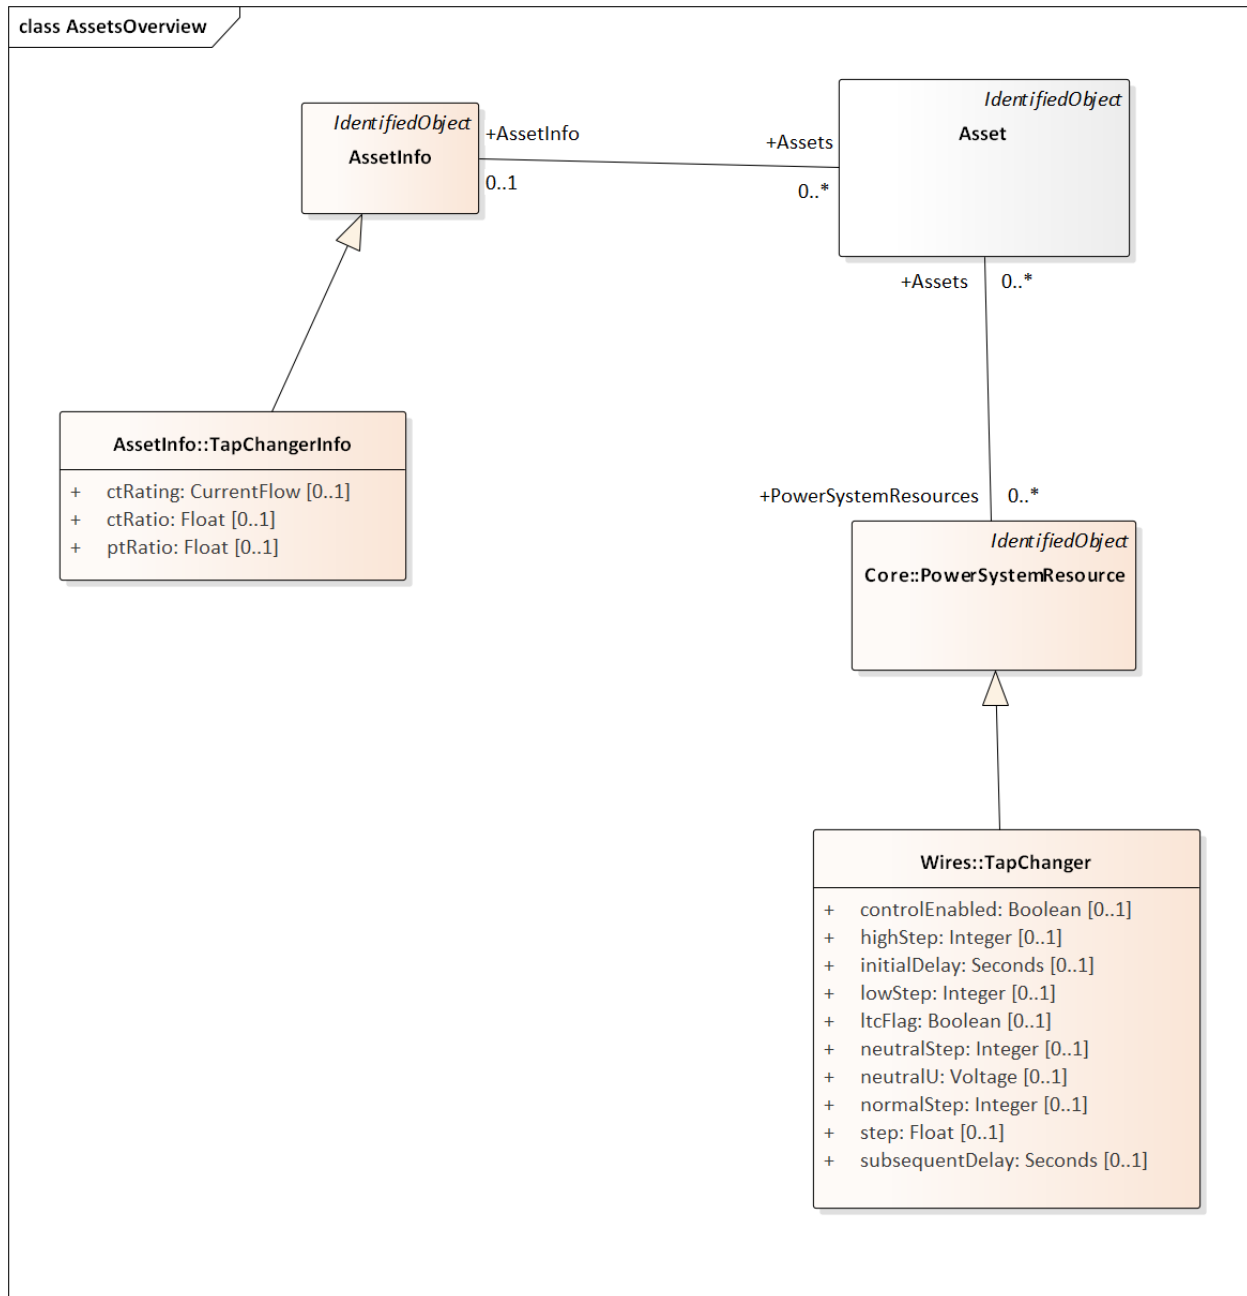 class AssetsOverview
IdentifiedObject
AssetInfo
+AssetInfo
0..1
+Assets
0..*
IdentifiedObject
Asset
+Assets
0..*
AssetInfo::TapChangerInfo
+ ctRating: CurrentFlow [0..1]
+ ctRatio: Float [0..1]
+ ptRatio: Float [0..1]
+PowerSystemResources
0..*
IdentifiedObject
Core::PowerSystemResource
Wires::TapChanger
+ controlEnabled: Boolean [0..1]
+ highStep: Integer [0..1]
+ initialDelay: Seconds [0..1]
+ lowStep: Integer [0..1]
+ ltcFlag: Boolean [0..1]
+ neutralStep: Integer [0..1]
+ neutralU: Voltage [0..1]
+ normalStep: Integer [0..1]
+ step: Float [0..1]
+ subsequentDelay: Seconds [0..1]